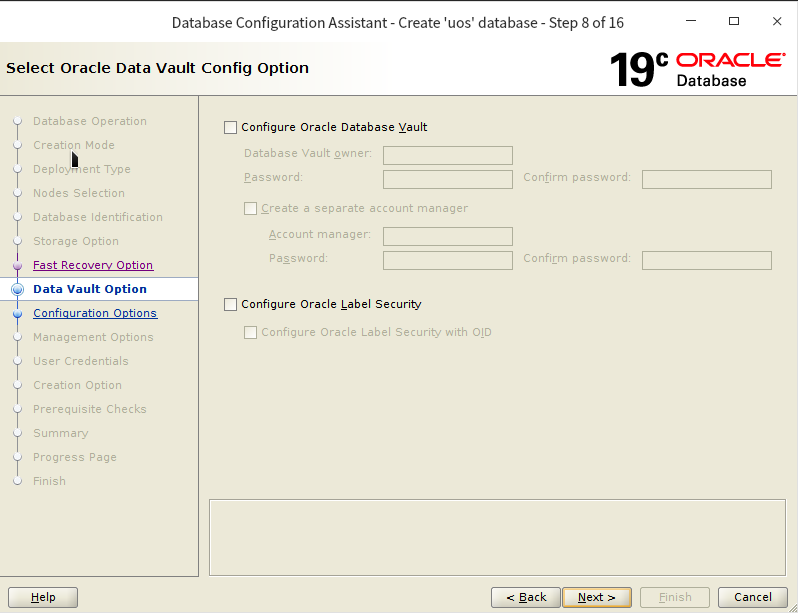 Database Configuration Assistant - Create 'uos' database - Step 8 of 16
Select Oracle Data Vault Config Option
19c ORACLE
Database
Database Operation
Creation Mode
Deployment Type
Nodes Selection
Database Identification
Storage Option
Fast Recovery Option
Data Vault Option
Configuration Options
Management Options
User Credentials
Creation Option
Prerequisite Checks
Summary
Progress Page
Finish
Configure Oracle Database Vault
Database Vault owner:
Password: Confirm password:
Create a separate account manager
Account manager:
Password: Confirm password:
Configure Oracle Label Security
Configure Oracle Label Security with OID
Help < Back Next > Finish Cancel